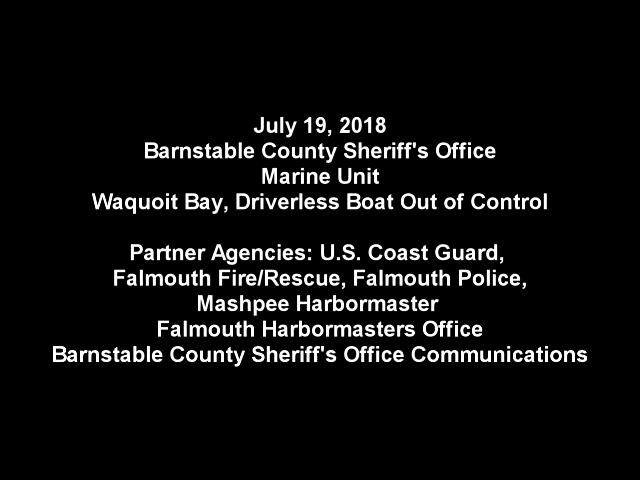 July 19, 2018
Barnstable County Sheriff's Office
Marine Unit
Waquoit Bay, Driverless Boat Out of Control
Partner Agencies: U.S. Coast Guard,
Falmouth Fire/Rescue, Falmouth Police,
Mashpee Harbormaster
Falmouth Harbormasters Office
Barnstable County Sheriff's Office Communications